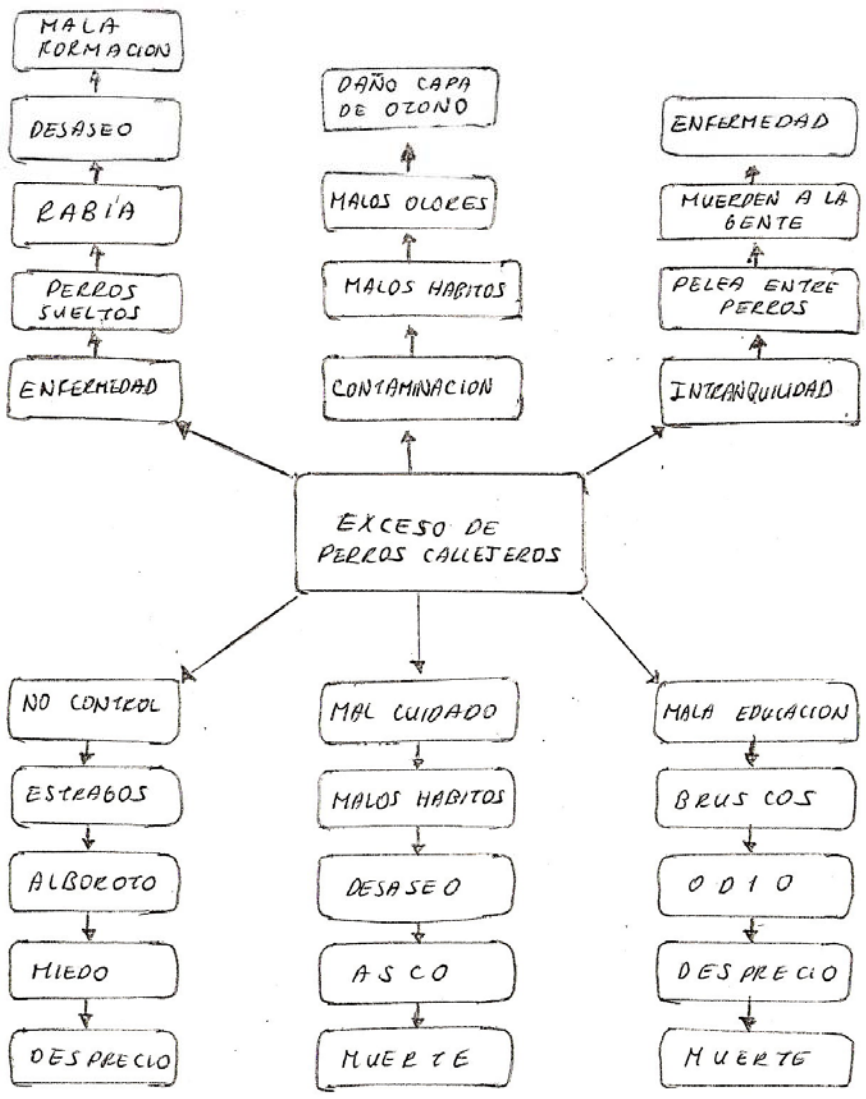 MALA
FORMACION
DESASEO
RABÍA
PERROS
SUELTOS
ENFERMEDAD
DAÑO CAPA
DE OZONO
MALOS OLORES
MALOS HABITOS
CONTAMINACION
ENFERMEDAD
MUERDEN A LA
GENTE
PELEA ENTRE
PERROS
INTRANQUILIDAD
EXCESO DE
PERROS CALLEJEROS
NO CONTROL
ESTRAGOS
ALBOROTO
MIEDO
DESPRECIO
MAL CUIDADO
MALOS HABITOS
DESASEO
ASCO
MUERTE
MALA EDUCACION
BRUSCOS
ODIO
DESPRECIO
MUERTE